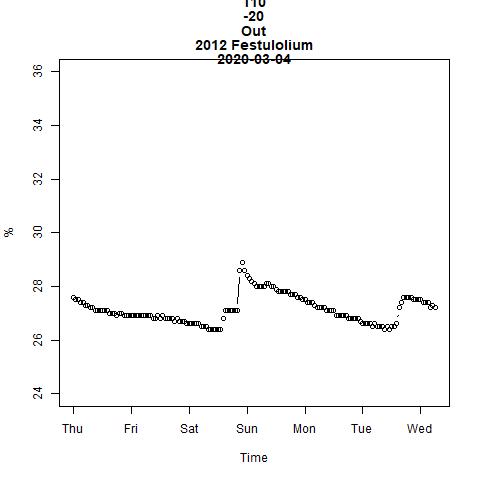 110
-20
Out
2012 Festulolium
2020-03-04
36
34
32
30
28
26
24
%
Thu Fri Sat Sun Mon Tue Wed
Time